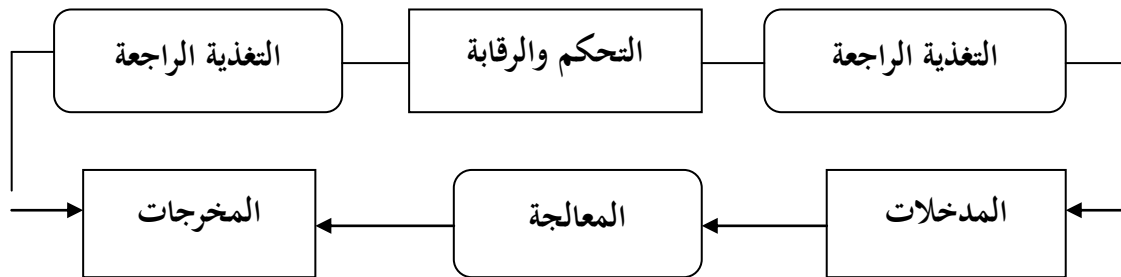 التغذية الراجعة
التحكم والرقابة
التغذية الراجعة
المدخلات
المعالجة
المخرجات